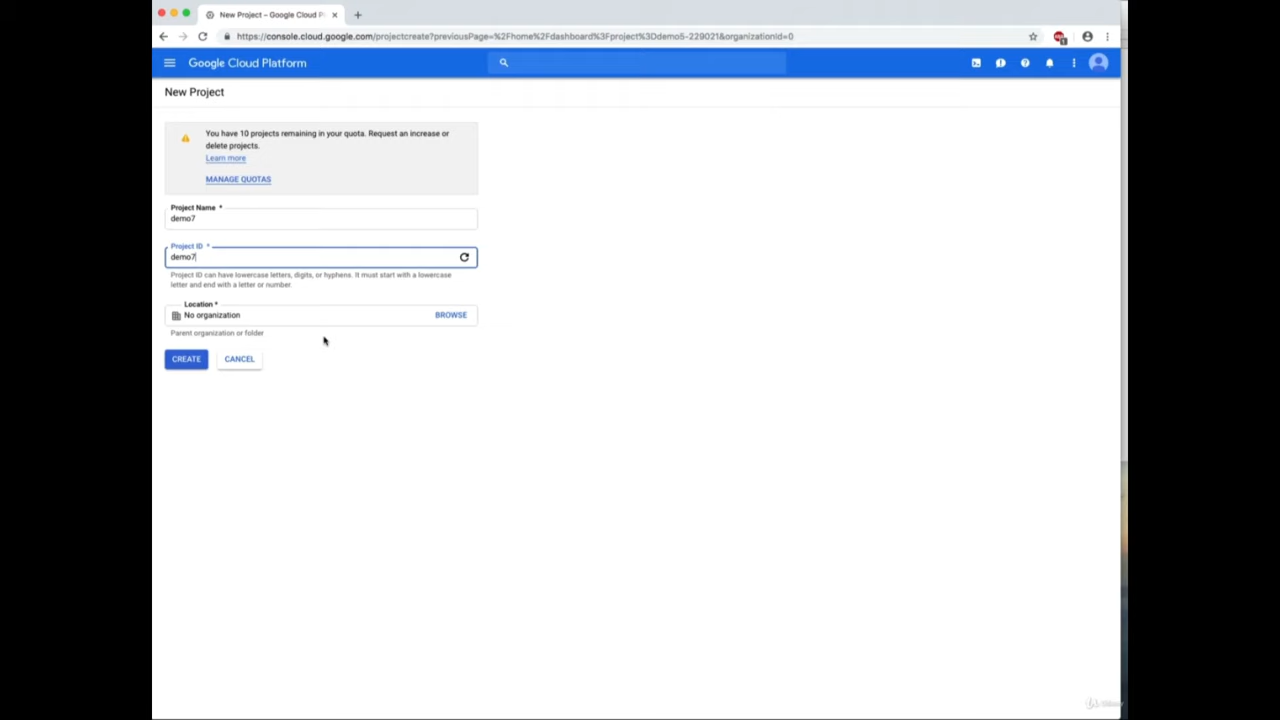 New Project – Google Cloud P
https://console.cloud.google.com/projectcreate?previousPage=%2Fhome%2Fdashboard%3Fproject%3Ddemo5-229021&organizationId=0
Google Cloud Platform
New Project
You have 10 projects remaining in your quota. Request an increase or
delete projects.
Learn more
MANAGE QUOTAS
Project Name *
demo7
Project ID *
demo7
Project ID can have lowercase letters, digits, or hyphens. It must start with a lowercase
letter and end with a letter or number.
Location *
No organization
BROWSE
Parent organization or folder
CREATE
CANCEL